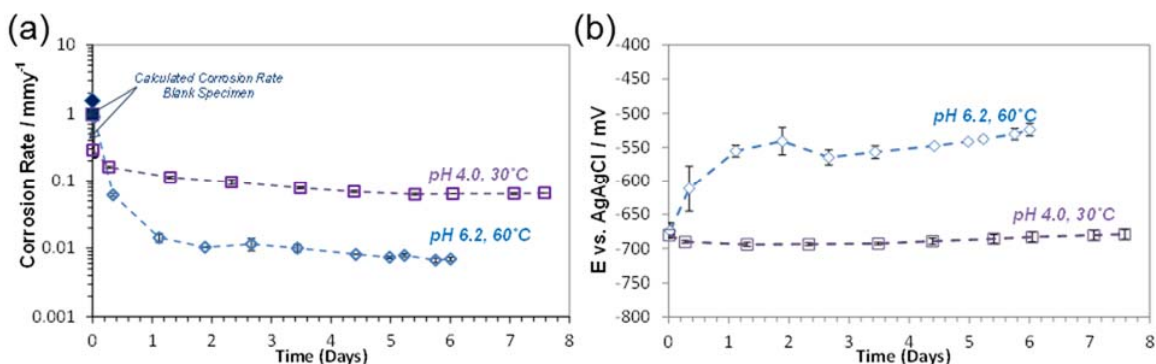 (a)
Corrosion Rate / mmy⁻¹
10
1
0.1
0.01
0.001
Calculated Corrosion Rate
Blank Specimen
pH 4.0, 30°C
pH 6.2, 60°C
0 1 2 3 4 5 6 7 8
Time (Days)
(b)
E vs. AgAgCl / mV
-400
-450
-500
-550
-600
-650
-700
-750
-800
pH 6.2, 60°C
pH 4.0, 30°C
0 1 2 3 4 5 6 7 8
Time (Days)